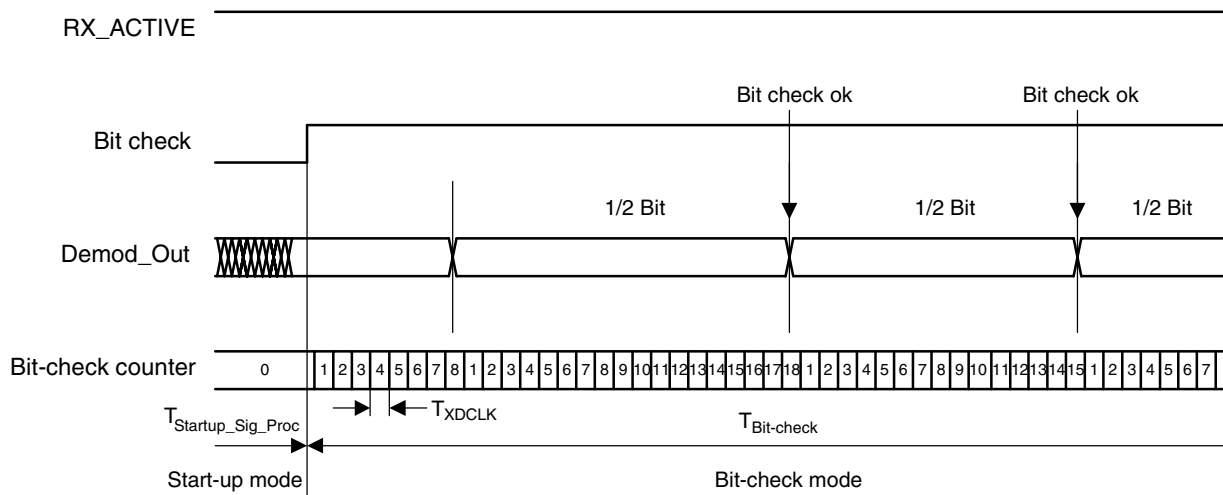 RX_ACTIVE
Bit check ok Bit check ok
Bit check
1/2 Bit 1/2 Bit 1/2 Bit
Demod_Out
Bit-check counter 0 1 2 3 4 5 6 7 8 1 2 3 4 5 6 7 8 9 10 11 12 13 14 15 16 17 18 1 2 3 4 5 6 7 8 9 10 11 12 13 14 15 1 2 3 4 5 6 7
TStartup_Sig_Proc TXDCLK TBit-check
Start-up mode Bit-check mode